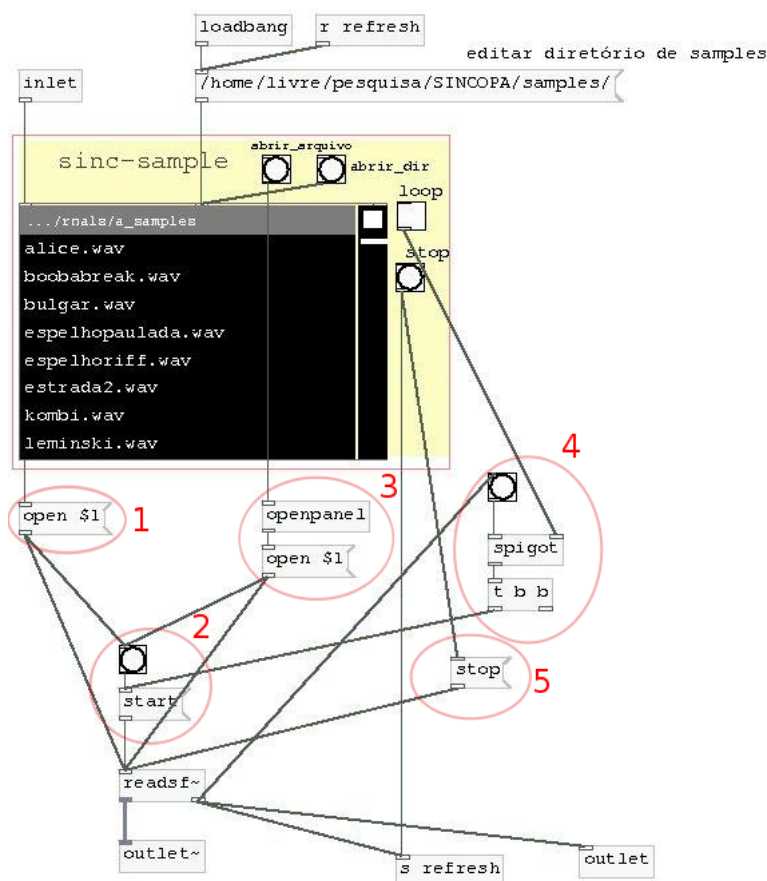 loadbang
r refresh
editar diretório de samples
inlet
/home/livre/pesquisa/SINCOPA/samples/
abrir_arquivo
sinc-sample
abrir_dir
loop
.../rnals/a_samples
alice.wav
stop
boobabreak.wav
bulgar.wav
espelhopaulada.wav
espelhoriff.wav
estrada2.wav
kombi.wav
leminski.wav
4
3
open $1
1
openpanel
spigot
open $1
t b b
2
stop
5
start
readsf~
outlet~
s refresh
outlet